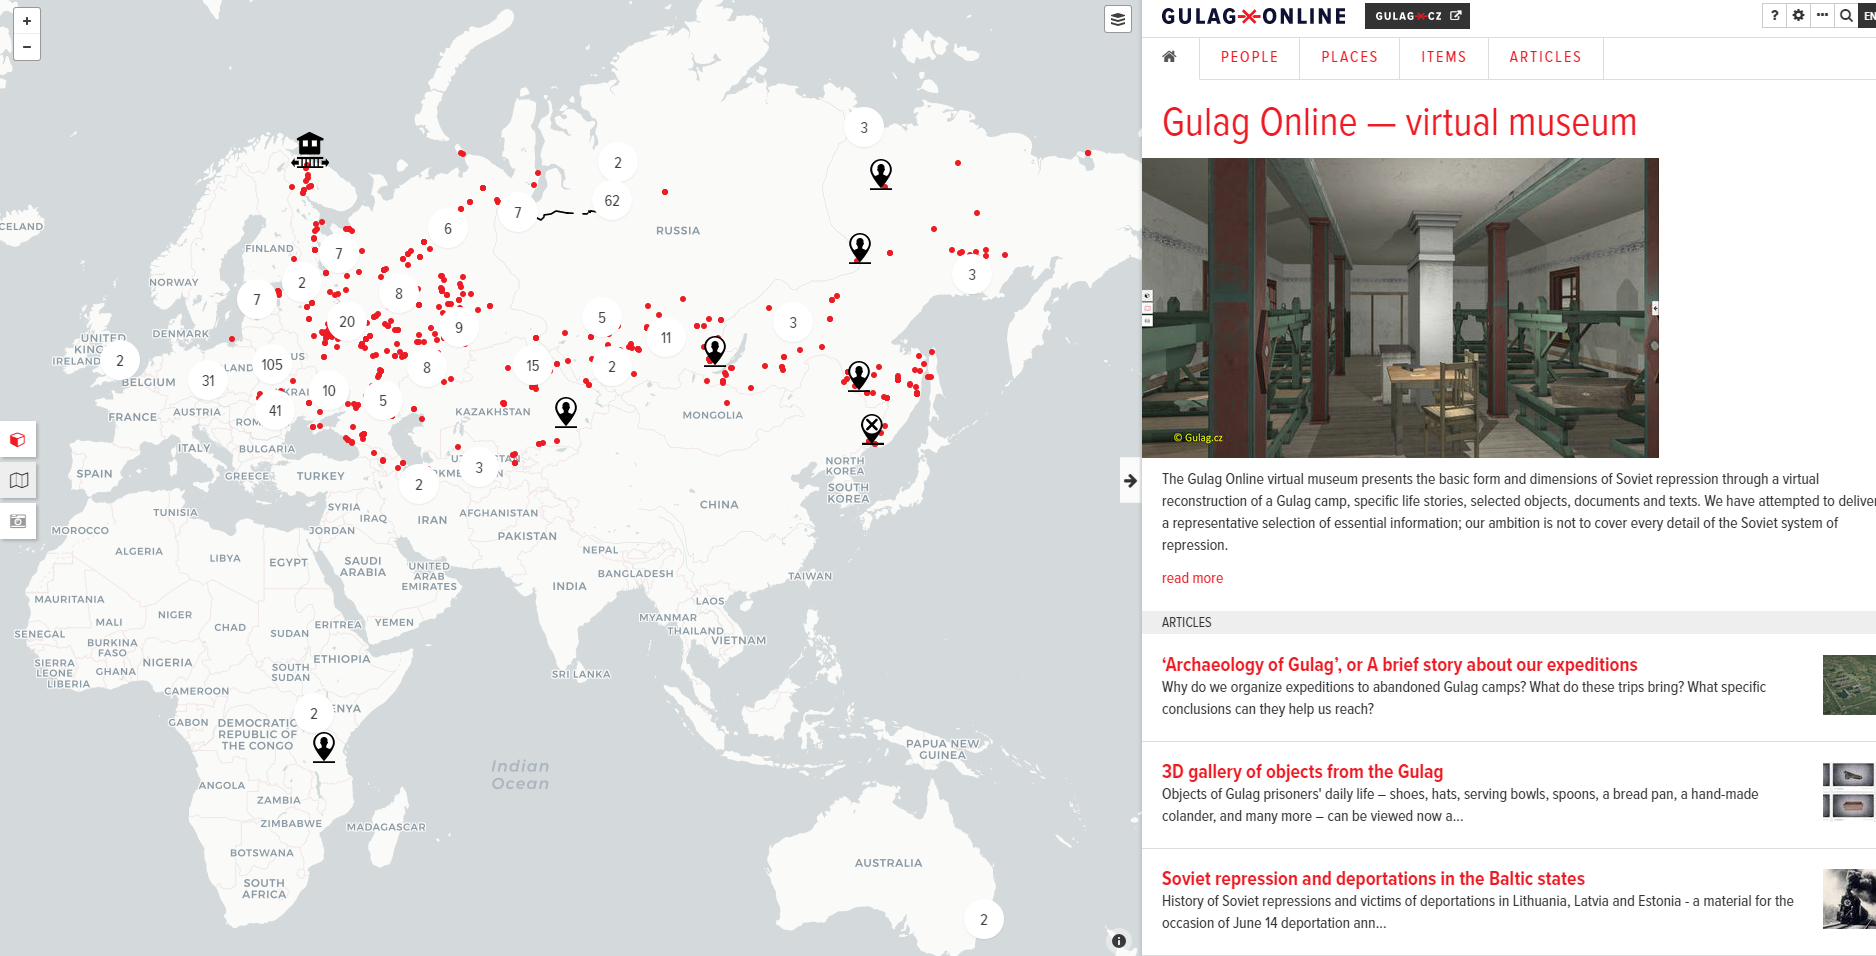 +
−
GULAG ONLINE
GULAG CZ
?
EN
PEOPLE
PLACES
ITEMS
ARTICLES
Gulag Online — virtual museum
© Gulag.cz
The Gulag Online virtual museum presents the basic form and dimensions of Soviet repression through a virtual
reconstruction of a Gulag camp, specific life stories, selected objects, documents and texts. We have attempted to deliver
a representative selection of essential information; our ambition is not to cover every detail of the Soviet system of
repression.
read more
ARTICLES
‘Archaeology of Gulag’, or A brief story about our expeditions
Why do we organize expeditions to abandoned Gulag camps? What do these trips bring? What specific
conclusions can they help us reach?
3D gallery of objects from the Gulag
Objects of Gulag prisoners' daily life – shoes, hats, serving bowls, spoons, a bread pan, a hand-made
colander, and many more – can be viewed now a...
Soviet repression and deportations in the Baltic states
History of Soviet repressions and victims of deportations in Lithuania, Latvia and Estonia - a material for the
occasion of June 14 deportation ann...
3
2
62
7
6
7
2
7
8
20
9
3
5
11
3
2
105
31
41
10
5
8
15
2
3
2
2
2
CELAND
RUSSIA
FINLAND
NORWAY
UNITED
KING
IRELAND
DENMARK
US
LAND
BELGIUM
KRAI
FRANCE
AUSTRIA
ROM
KAZAKHSTAN
MONGOLIA
ITALY
BULGARIA
UZ TAN
RKMEN
NORTH
KOREA
SOUTH
KOREA
SPAIN
GREECE
TURKEY
CHINA
TUNISIA
SYRIA
IRAQ
IRAN
AFGHANISTAN
MOROCCO
JORDAN
PAKISTAN
ALGERIA
LIBYA
EGYPT
SAUDI
ARABIA
UNITED
ARAB
EMIRATES
NEPAL
BANGLADESH
INDIA
TAIWAN
MAURITANIA
NIGER
MALI
CHAD
SUDAN
ERITREA
YEMEN
LAOS
MYANMAR
THAILAND
VIETNAM
SENEGAL
BURKINA
FASO
SIERRA
LEONE
LIBERIA
GHANA
NIGERIA
SOUTH
SUDAN
ETHIOPIA
SRI LANKA
CAMEROON
GABON
DEMOCRATIC
REPUBLIC OF
THE CONGO
ENYA
PAPUA NEW
GUINEA
Indian
Ocean
ANGOLA
ZAMBIA
ZIMBABWE
MADAGASCAR
BOTSWANA
SOUTH
AFRICA
AUSTRALIA